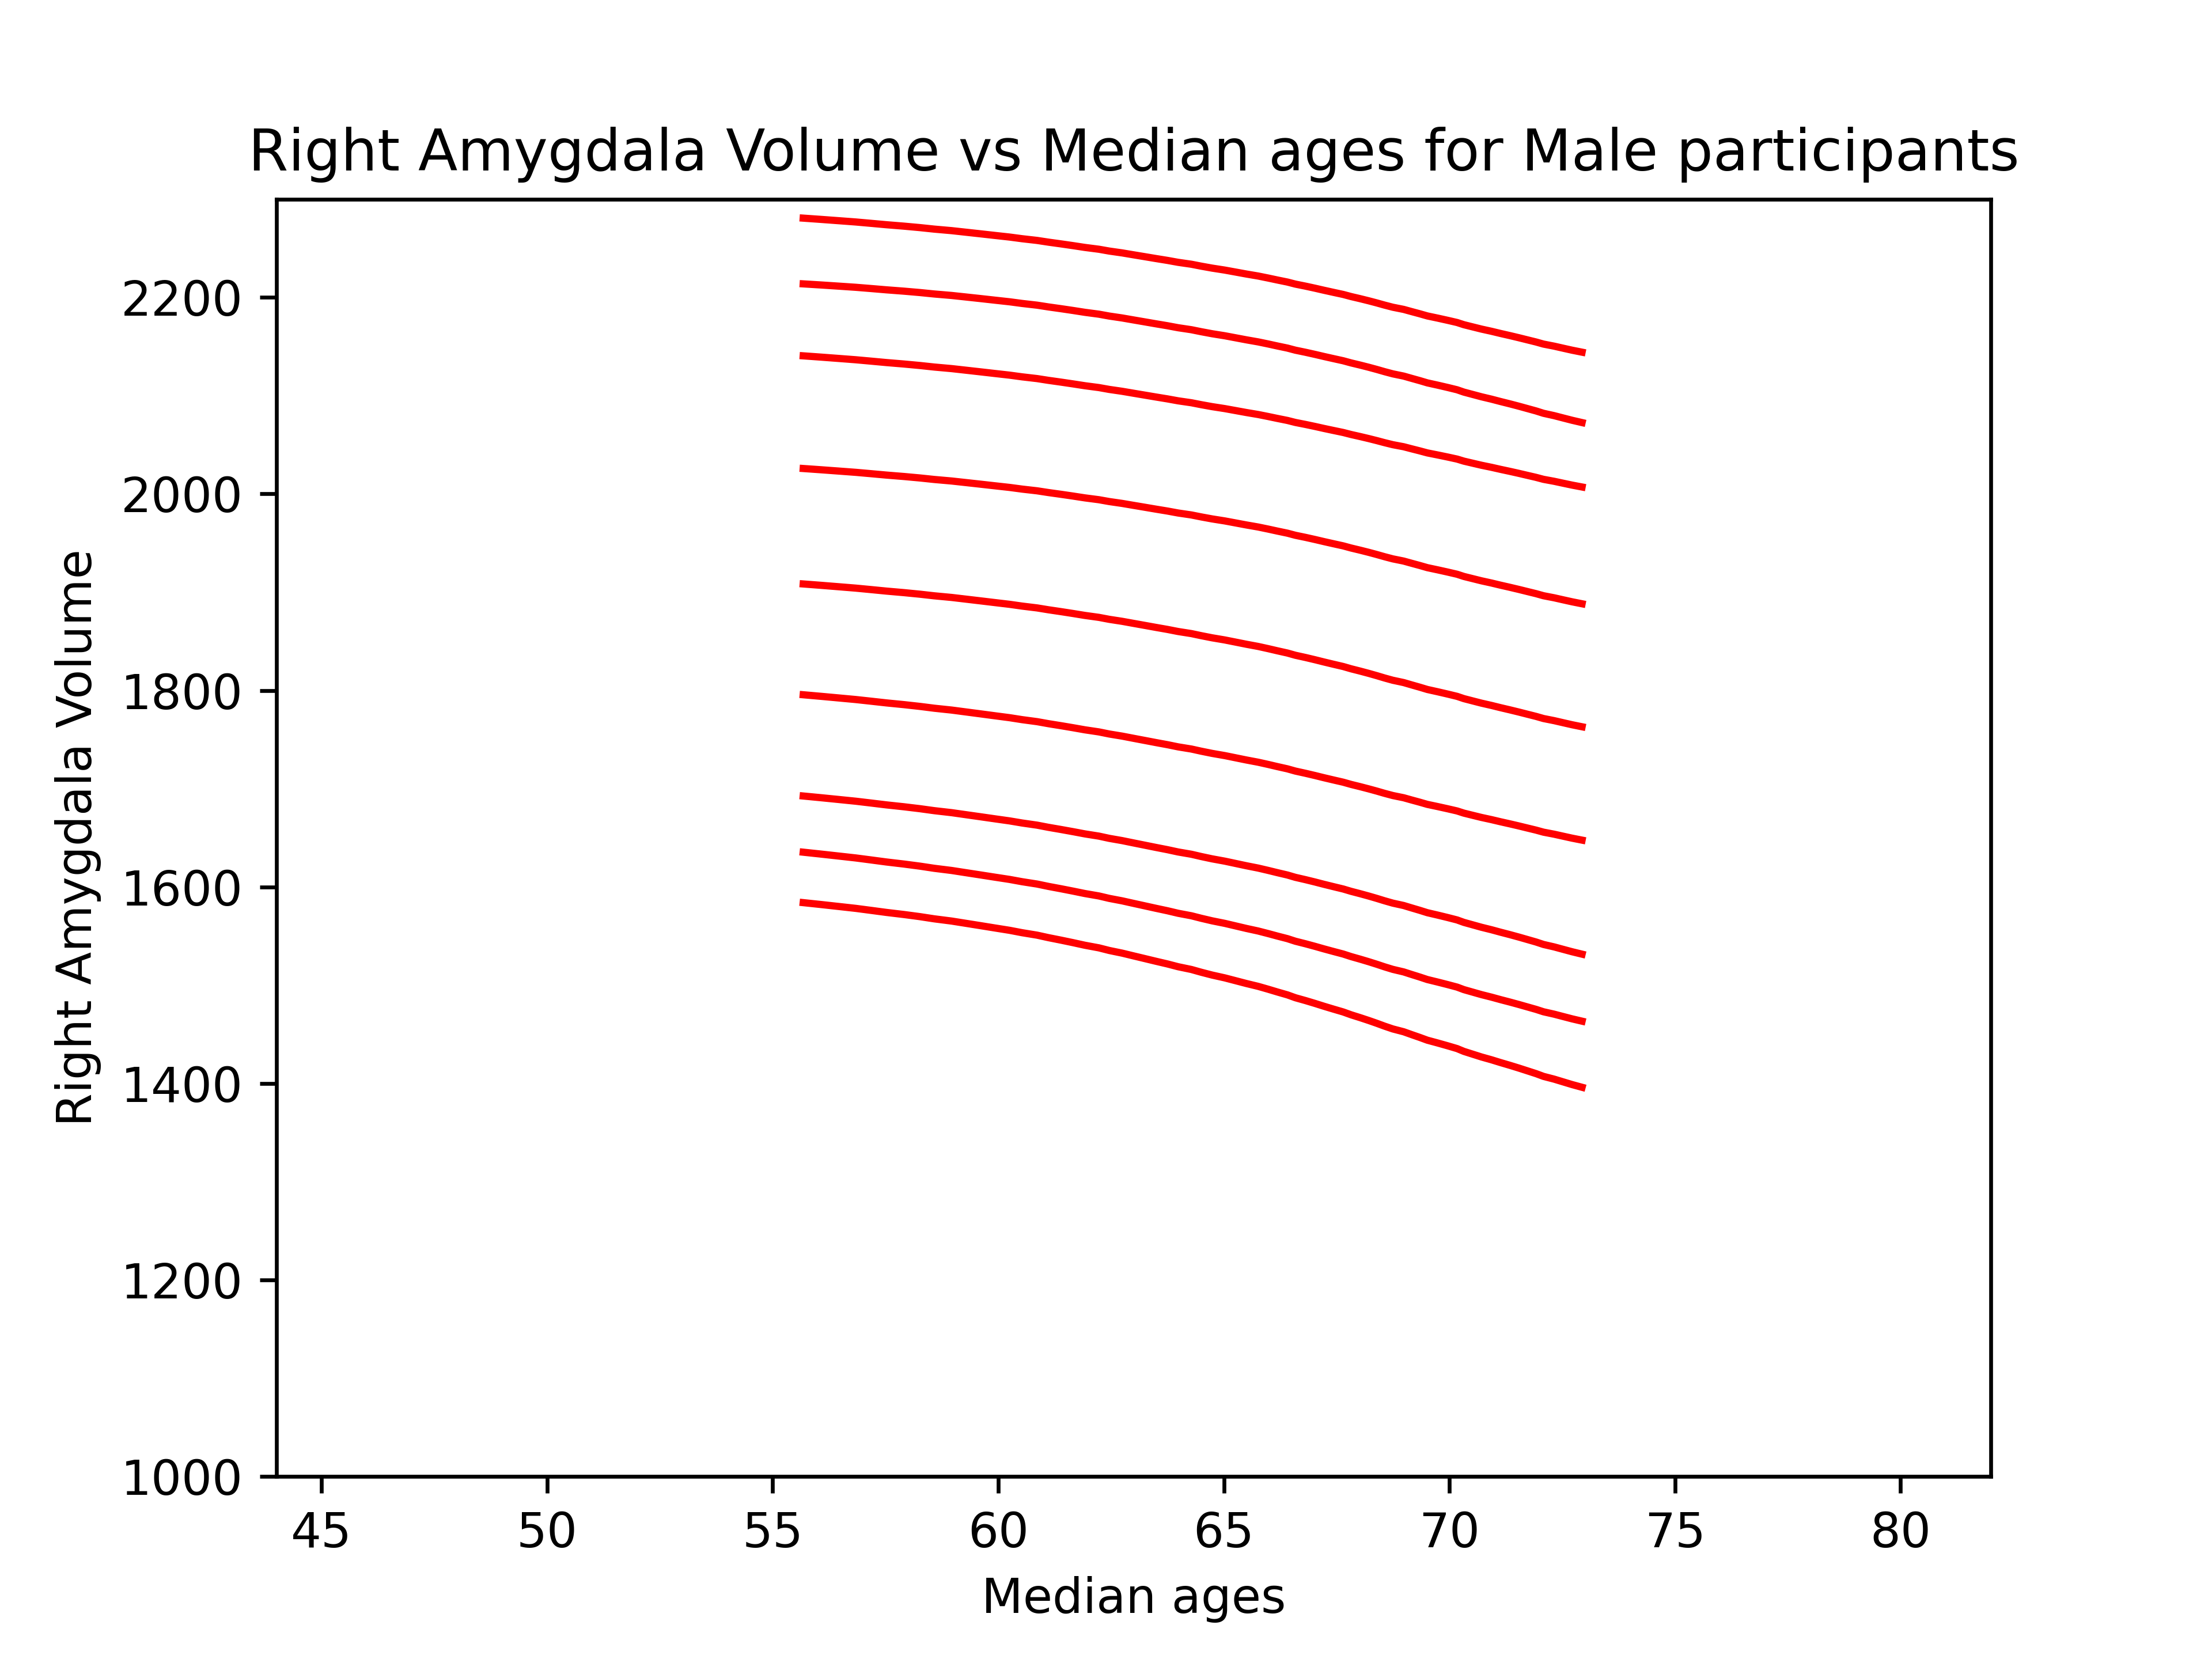 Right Amygdala Volume vs Median ages for Male participants
Right Amygdala Volume
2200
2000
1800
1600
1400
1200
1000
45 50 55 60 65 70 75 80
Median ages